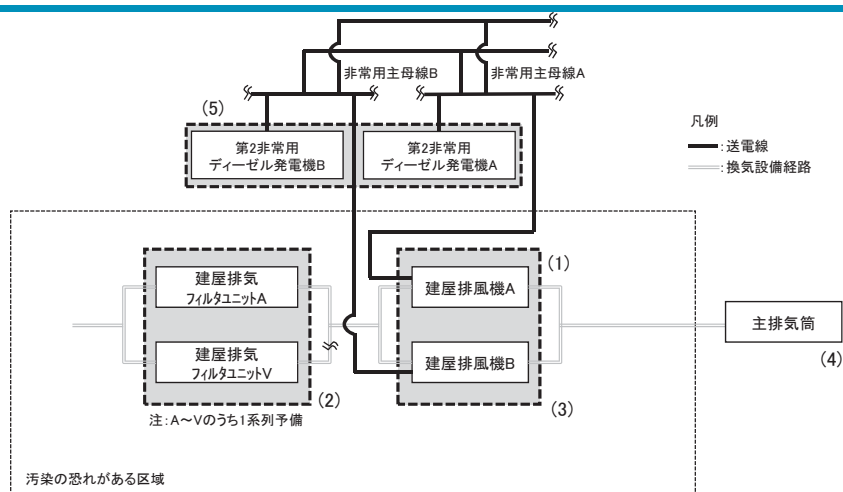 非常用主母線B
非常用主母線A
(5)
第2非常用
ディーゼル発電機B
第2非常用
ディーゼル発電機A
凡例
:送電線
:換気設備経路
(1)
建屋排気
フィルタユニットA
建屋排風機A
主排気筒
建屋排気
フィルタユニットV
建屋排風機B
(4)
(2)
(3)
注:A~Vのうち1系列予備
汚染の恐れがある区域